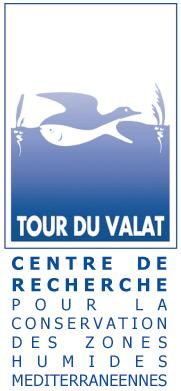 TOUR DU VALAT
CENTRE DE
RECHERCHE
POUR LA
CONSERVATION
DES ZONES
HUMIDES
MEDITERRANEENNES